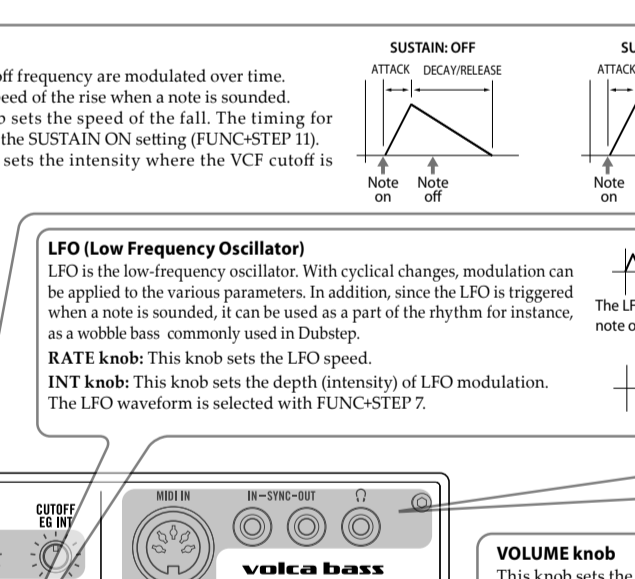 SUSTAIN: OFF
ATTACK DECAY/RELEASE
ATTACK
off frequency are modulated over time.
eed of the rise when a note is sounded.
sets the speed of the fall. The timing for
the SUSTAIN ON setting (FUNC+STEP 11).
sets the intensity where the VCF cutoff is
Note on
Note off
Note on
LFO (Low Frequency Oscillator)
LFO is the low-frequency oscillator. With cyclical changes, modulation can
be applied to the various parameters. In addition, since the LFO is triggered
when a note is sounded, it can be used as a part of the rhythm for instance,
as a wobble bass commonly used in Dubstep.
RATE knob: This knob sets the LFO speed.
INT knob: This knob sets the depth (intensity) of LFO modulation.
The LFO waveform is selected with FUNC+STEP 7.
The LF
note o
CUTOFF
EG INT
MIDI IN
IN–SYNC–OUT
volca bass
VOLUME knob
This knob sets the